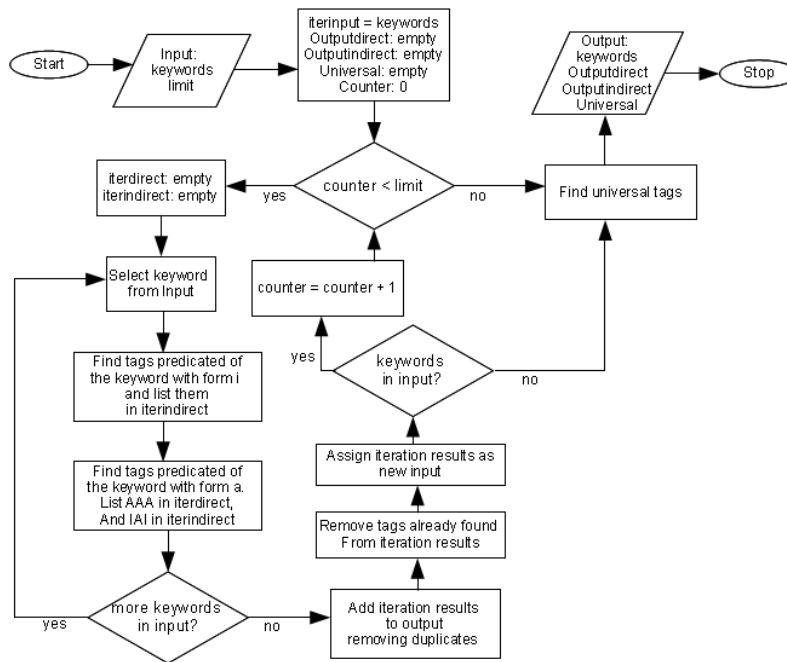 Start
Input:
keywords
limit
iterinput = keywords
Outputdirect: empty
Outputindirect: empty
Universal: empty
Counter: 0
Output:
keywords
Outputdirect
Outputindirect
Universal
Stop
iterdirect: empty
iterindirect: empty
yes
counter < limit
no
Find universal tags
Select keyword
from Input
counter = counter + 1
yes
keywords
in input?
no
Find tags predicated of
the keyword with form i
and list them
in iterindirect
Assign iteration results as
new input
Find tags predicated of
the keyword with form a.
List AAA in iterdirect,
And IAI in iterindirect
Remove tags already found
From iteration results
yes
more keywords
in input?
no
Add iteration results
to output
removing duplicates